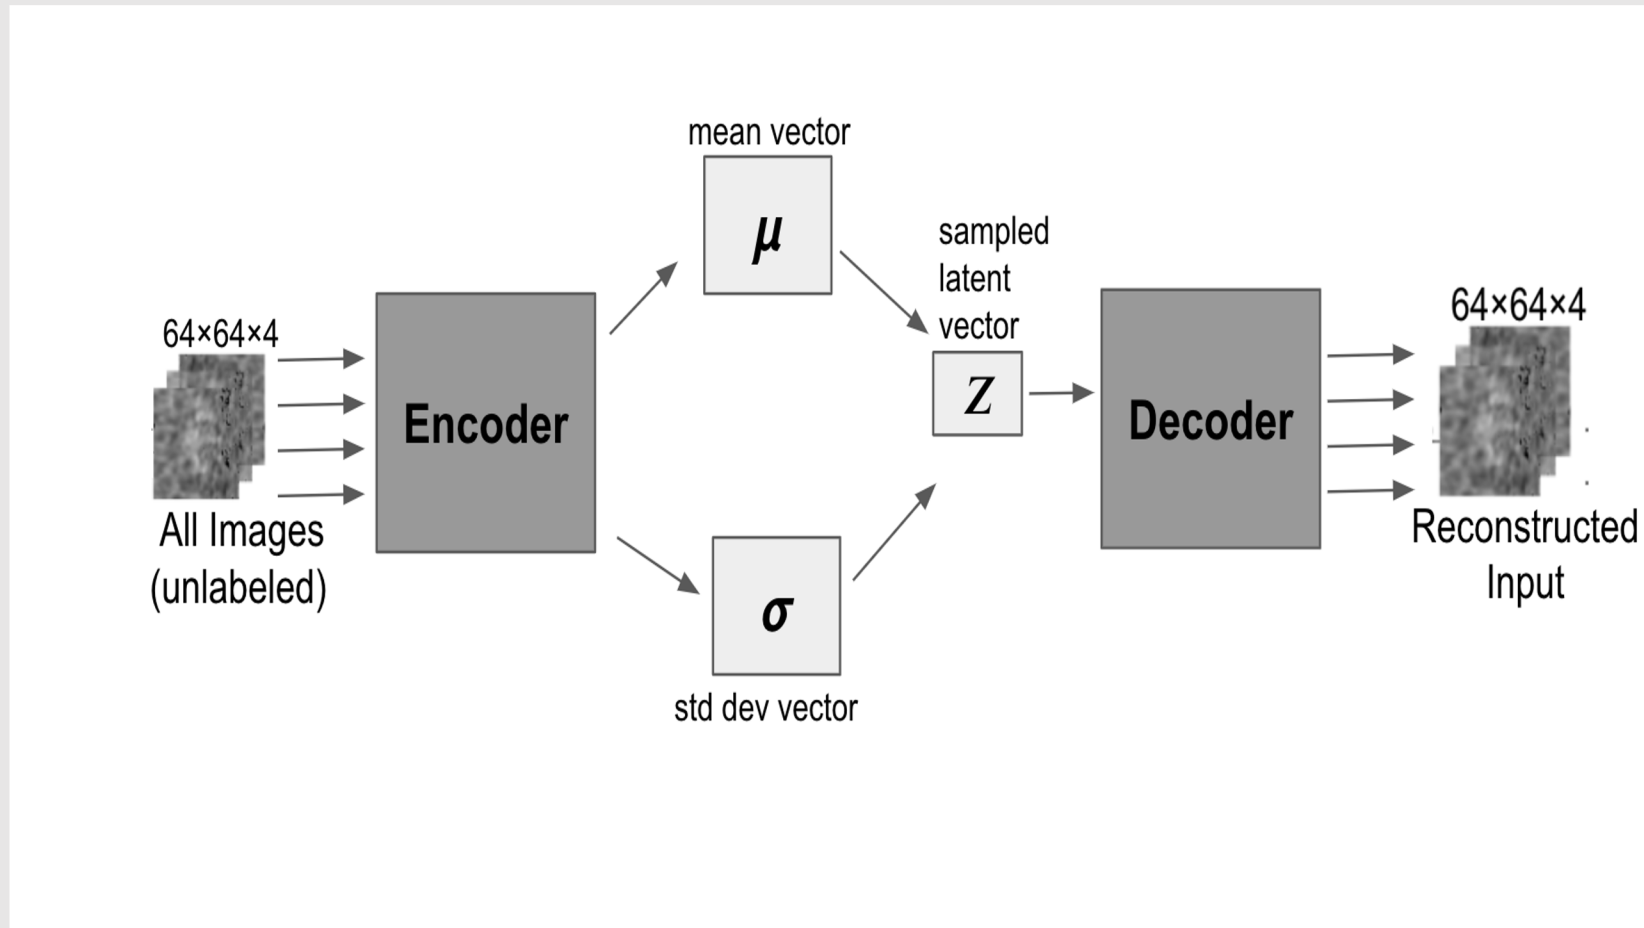 64×64×4
All Images
(unlabeled)
Encoder
mean vector
μ
σ
std dev vector
sampled
latent
vector
Z
Decoder
64×64×4
Reconstructed
Input